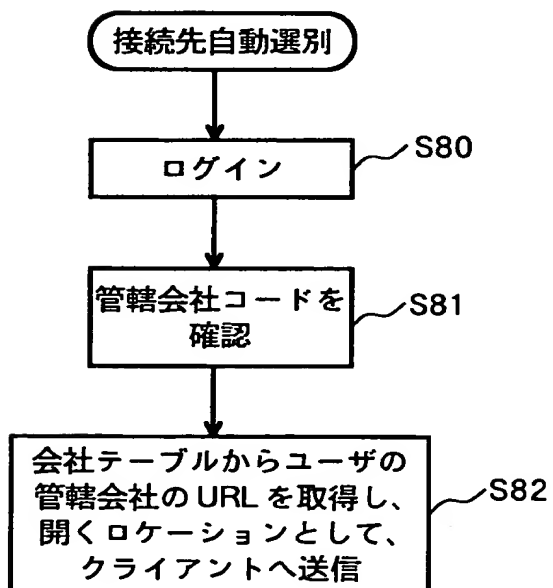 接続先自動選別
ログイン
S80
管轄会社コードを
確認
S81
会社テーブルからユーザの
管轄会社のURLを取得し、
開くロケーションとして、
クライアントへ送信
S82